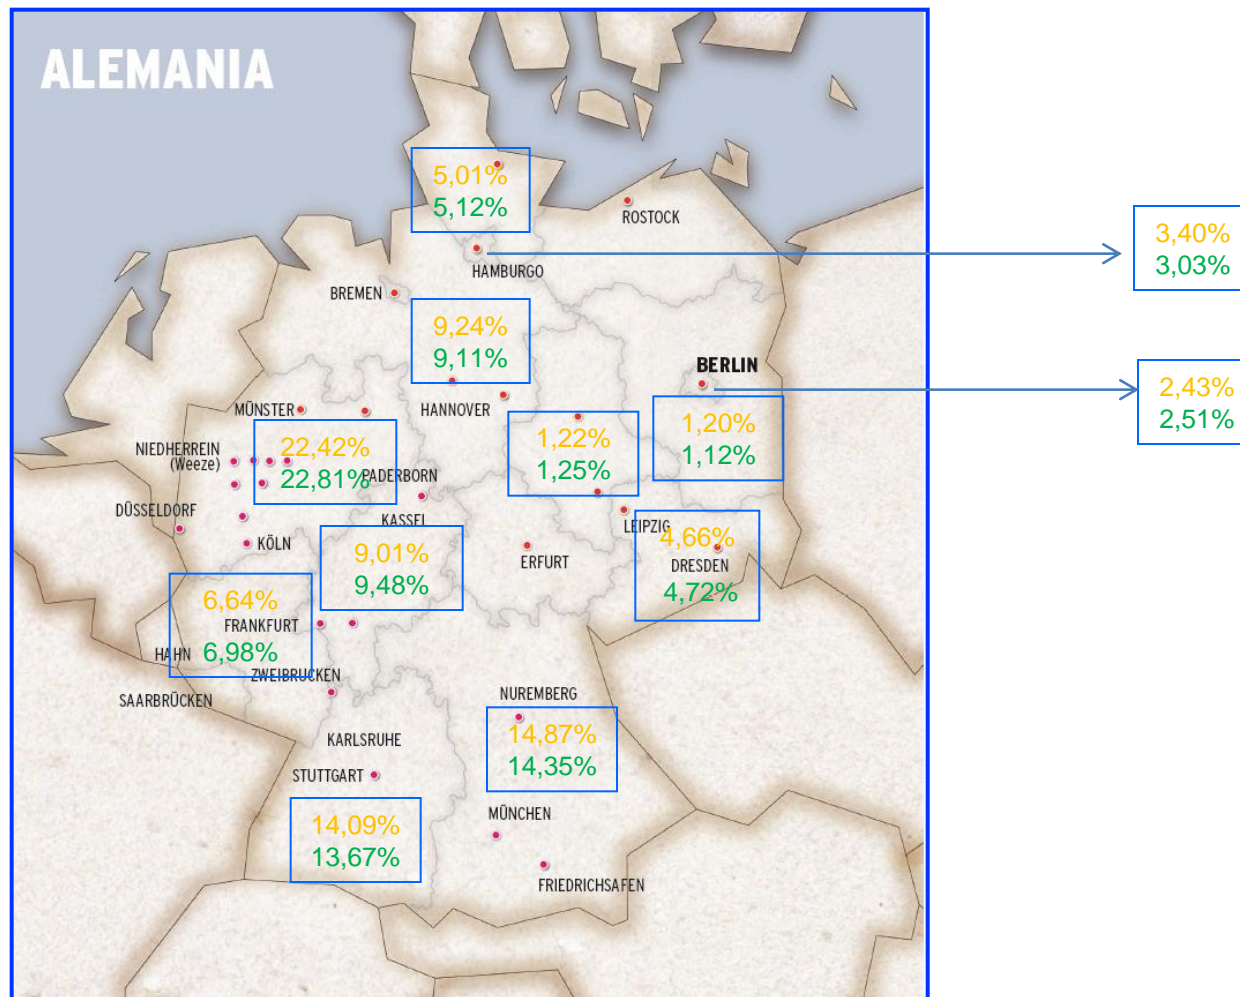 ALEMANIA
5,01%
5,12%
ROSTOCK
3,40%
3,03%
HAMBURGO
BREMEN
9,24%
9,11%
BERLIN
2,43%
2,51%
MÜNSTER
HANNOVER
1,20%
1,12%
22,42%
22,81%
1,22%
1,25%
NIEDHERREIN
(Weeze)
PADERBORN
DÜSSELDORF
KASSEL
LEIPZIG
4,66%
DRESDEN
4,72%
KÖLN
9,01%
9,48%
ERFURT
6,64%
FRANKFURT
6,98%
HAHN
ZWEIBRUCKEN
SAARBRÜCKEN
NUREMBERG
14,87%
14,35%
KARLSRUHE
STUTTGART
14,09%
13,67%
MÜNCHEN
FRIEDRICHSAFEN